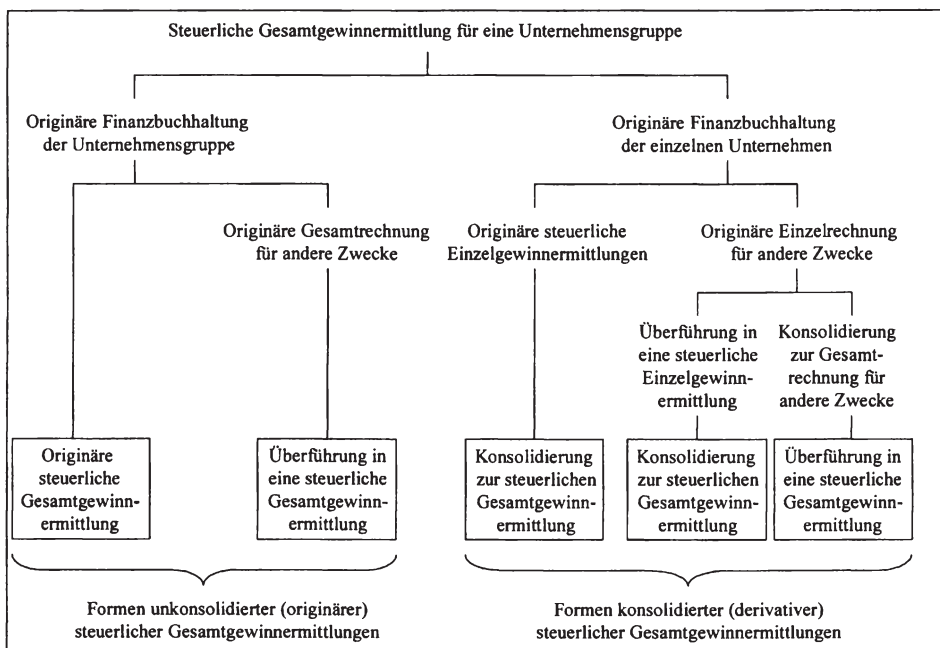 Steuerliche Gesamtgewinnermittlung für eine Unternehmensgruppe
Originäre Finanzbuchhaltung
der Unternehmensgruppe
Originäre Finanzbuchhaltung
der einzelnen Unternehmen
Originäre Gesamtrechnung
für andere Zwecke
Originäre steuerliche
Einzelgewinnermittlungen
Originäre Einzelrechnung
für andere Zwecke
Überführung in
eine steuerliche
Einzelgewinn-
ermittlung
Konsolidierung
zur Gesamt-
rechnung für
andere Zwecke
Originäre
steuerliche
Gesamtgewinn-
ermittlung
Überführung in
eine steuerliche
Gesamtgewinn-
ermittlung
Konsolidierung
zur steuerlichen
Gesamtgewinn-
ermittlung
Konsolidierung
zur steuerlichen
Gesamtgewinn-
ermittlung
Überführung in
eine steuerliche
Gesamtgewinn-
ermittlung
Formen unkonsolidierter (originärer)
steuerlicher Gesamtgewinnermittlungen
Formen konsolidierter (derivativer)
steuerlicher Gesamtgewinnermittlungen